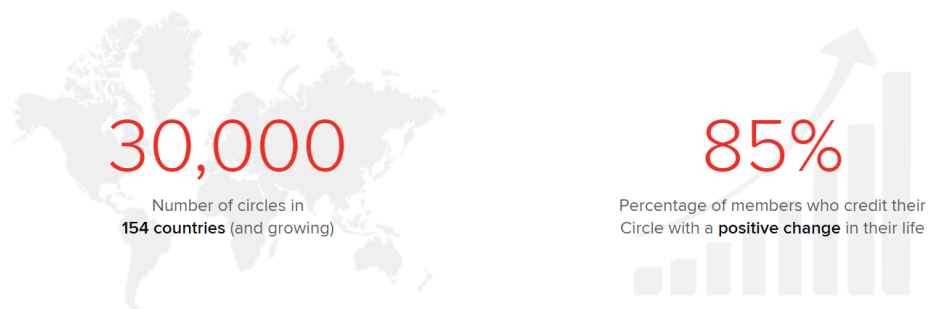 30,000
Number of circles in
154 countries (and growing)
85%
Percentage of members who credit their
Circle with a positive change in their life